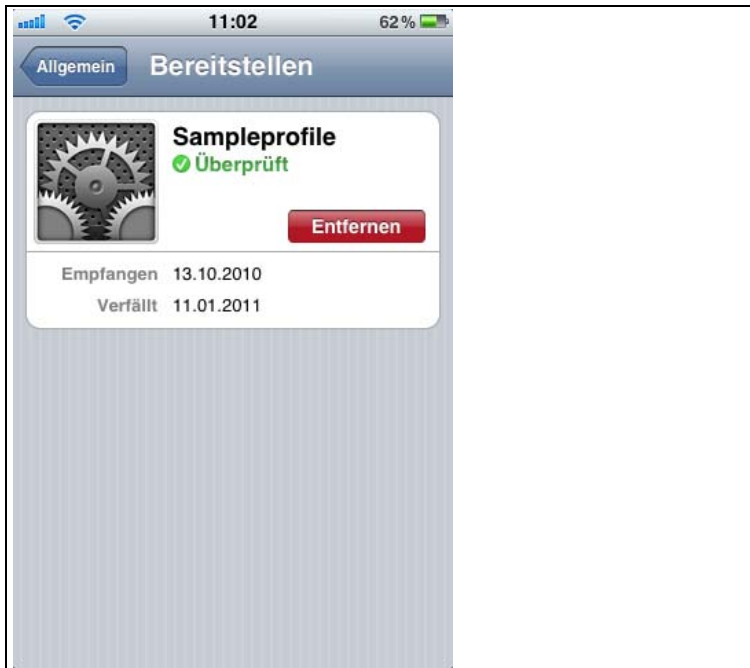 11:02 62%
Allgemein Bereitstellen
Sampleprofile
Überprüft
Entfernen
Empfangen 13.10.2010
Verfällt 11.01.2011